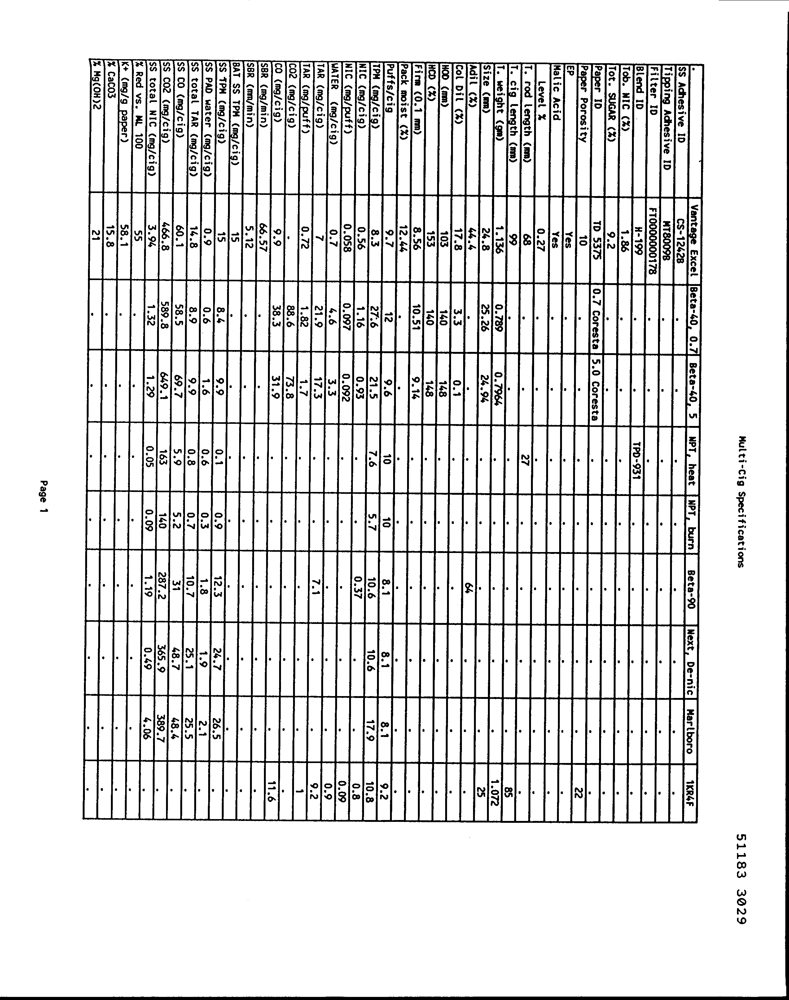 Multi-Cig Specifications
51183 3029
. Vantage Excel Beta-40, 0.7 Beta-40, 5 NPT, heat NPT, burn Beta-90 Next, De-nic Marlboro 1KR4F
SS Adhesive ID CS-12428 . . . . . . . .
Tipping Adhesive ID MT80098 . . . . . . . .
Filter ID FT0000000178 . . . . . . . .
Blend ID H-199 . . TPD-931 . . . . .
Tob. NIC (%) 1.86 . . . . . . . .
Tot. SUGAR (%) 9.2 . . . . . . . .
Paper ID TD 5375 0.7 Coresta 5.0 Coresta . . . . . .
Paper Porosity 10 . . . . . . . 22
EP Yes . . . . . . . .
Malic Acid Yes . . . . . . . .
Level % 0.27 . . . . . . . .
T. rod length (mm) 68 . . 27 . . . . .
T. cig length (mm) 99 . . . . . . . 85
T. weight (gm) 1.136 0.789 0.7964 . . . . . 1.072
Size (mm) 24.8 25.26 24.94 . . . . . 25
Adil (%) 44.4 . . . . 64 . . .
Col Dil (%) 17.8 3.3 0.1 . . . . . .
HOD (mm) 103 140 148 . . . . . .
HCD (%) 153 140 148 . . . . . .
Firm (0.1 mm) 8.56 10.51 9.14 . . . . . .
Pack moist (%) 12.44 . . . . . . . .
Puffs/cig 9.7 12 9.6 10 10 8.1 8.1 8.1 9.2
TPM (mg/cig) 8.3 27.6 21.5 7.6 5.7 10.6 10.6 17.9 10.8
NIC (mg/cig) 0.56 1.16 0.93 . . 0.37 . . 0.8
NIC (mg/puff) 0.058 0.097 0.092 . . . . . 0.09
WATER (mg/cig) 0.7 4.6 3.3 . . . . . 0.9
TAR (mg/cig) 7 21.9 17.3 . . 7.1 . . 9.2
TAR (mg/puff) 0.72 1.82 1.7 . . . . . 1
CO2 (mg/cig) . 88.6 73.8 . . . . . .
CO (mg/cig) 9.9 38.3 31.9 . . . . . 11.6
SBR (mg/min) 66.57 . . . . . . . .
SBR (mm/min) 5.12 . . . . . . . .
BAT SS TPM (mg/cig) 15 . . . . . . . .
SS TPM (mg/cig) 15 8.4 9.9 0.1 0.9 12.3 24.7 26.5 .
SS PAD water (mg/cig) 0.9 0.6 1.6 0.6 0.3 1.8 1.9 2.1 .
SS total TAR (mg/cig) 14.8 8.9 9.9 0.8 0.7 10.7 25.1 25.5 .
SS CO (mg/cig) 60.1 58.5 69.7 5.9 5.2 31 48.7 48.4 .
SS CO2 (mg/cig) 466.8 589.8 649.1 163 140 287.2 365.9 389.7 .
SS total NIC (mg/cig) 3.94 1.32 1.29 0.05 0.09 1.19 0.49 4.06 .
% Red vs. ML 100 55 . . . . . . . .
K+ (mg/g paper) 58.1 . . . . . . . .
% CaCO3 15.8 . . . . . . . .
% Mg(OH)2 21 . . . . . . . .
Page 1